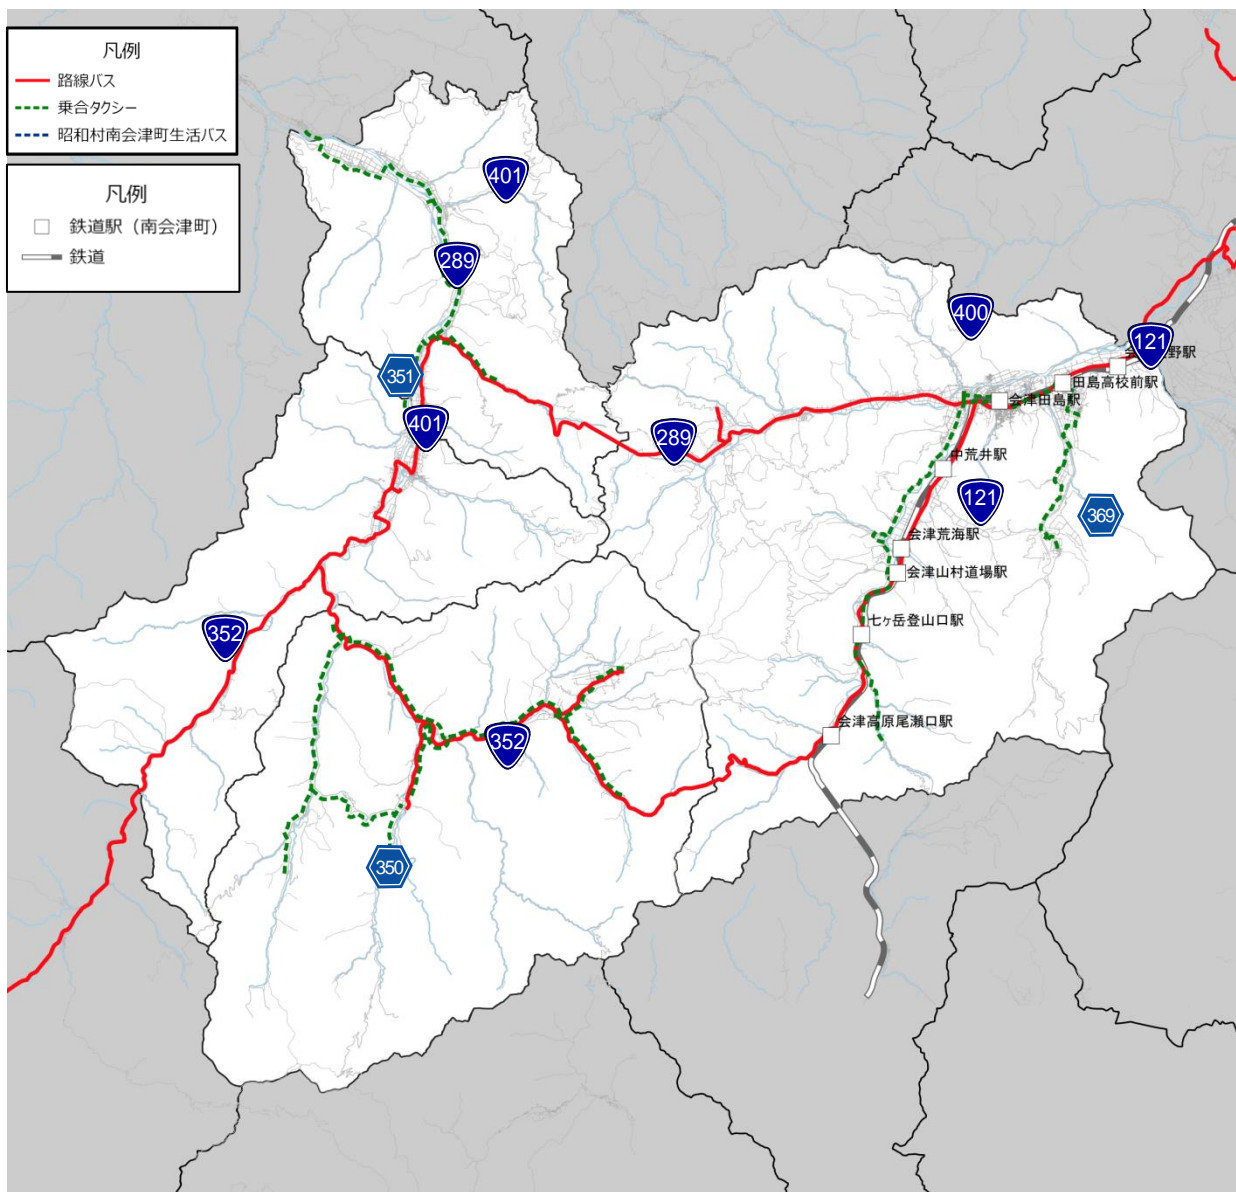 凡例
路線バス
乗合タクシー
昭和村南会津町生活バス
凡例
鉄道駅（南会津町）
鉄道
401
289
400
121
野駅
351
田島高校前駅
会津田島駅
401
289
中荒井駅
121
369
会津荒海駅
会津山村道場駅
七ヶ岳登山口駅
352
会津高原尾瀬口駅
352
350